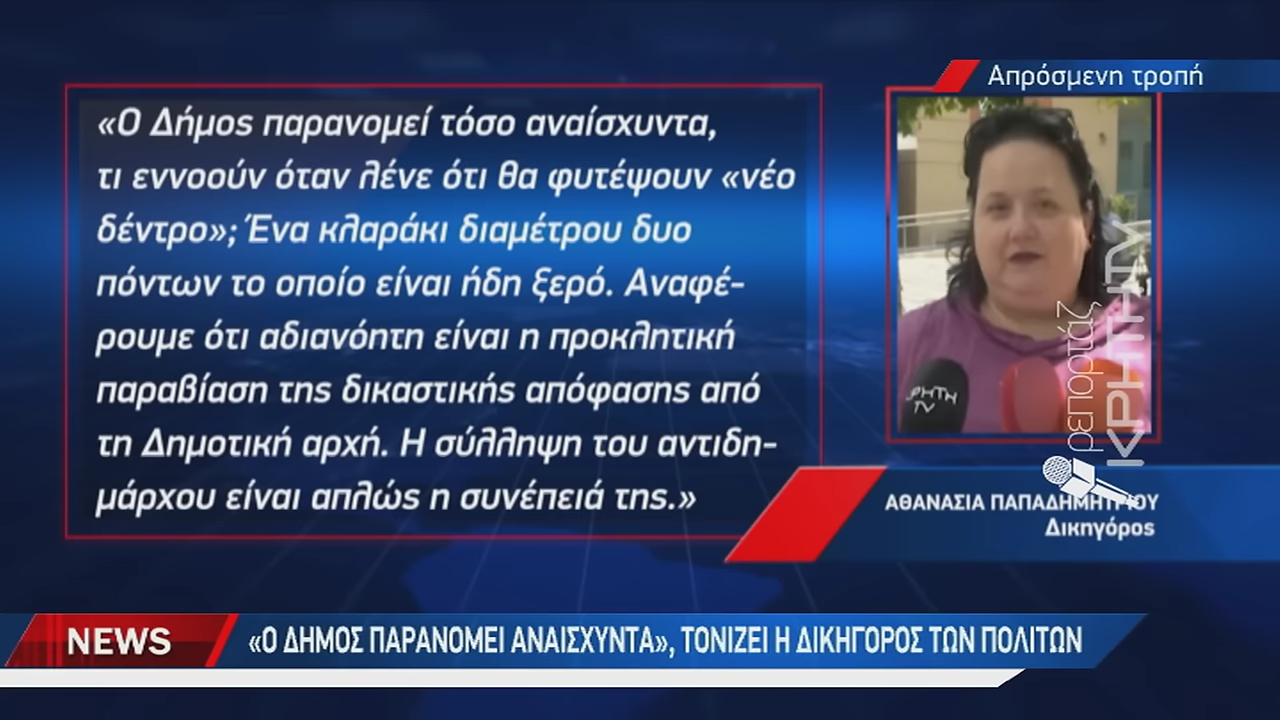 Απρόσμενη τροπή
«Ο Δήμος παρανομεί τόσο αναίσχυντα,
τι εννοούν όταν λένε ότι θα φυτέψουν «νέο
δέντρο»; Ένα κλαράκι διαμέτρου δυο
πόντων το οποίο είναι ήδη ξερό. Αναφέ-
ρουμε ότι αδιανόητη είναι η προκλητική
παραβίαση της δικαστικής απόφασης από
τη Δημοτική αρχή. Η σύλληψη του αντιδη-
μάρχου είναι απλώς η συνέπειά της.»
ΡΗΤΗ
TV
ΚΡΗΤΗTV
ρεπορτάζ
ΑΘΑΝΑΣΙΑ ΠΑΠΑΔΗΜΗΤΡΙΟΥ
Δικηγόρος
NEWS
«Ο ΔΗΜΟΣ ΠΑΡΑΝΟΜΕΙ ΑΝΑΙΣΧΥΝΤΑ», ΤΟΝΙΖΕΙ Η ΔΙΚΗΓΟΡΟΣ ΤΩΝ ΠΟΛΙΤΩΝ